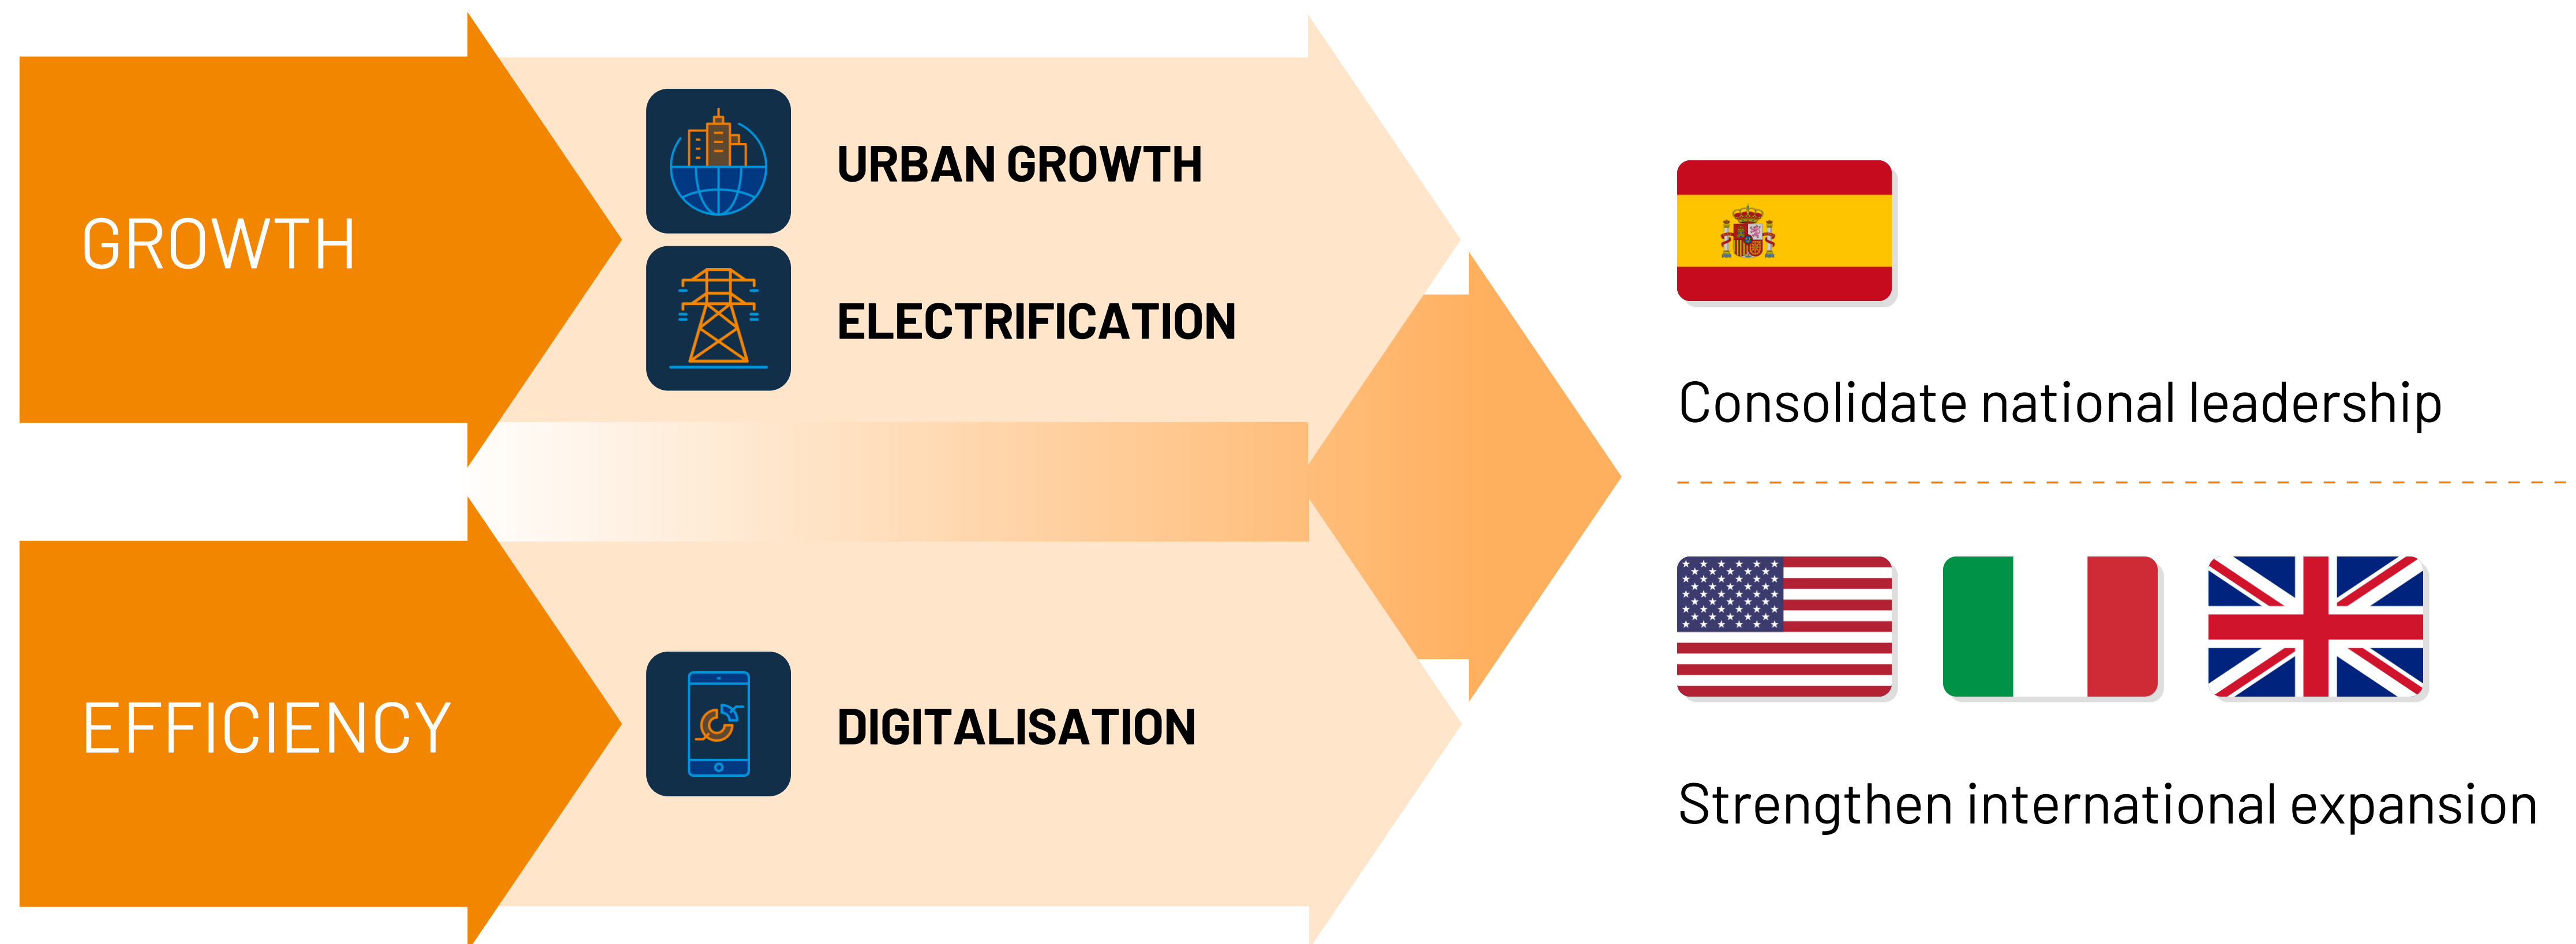 GROWTH
URBAN GROWTH
ELECTRIFICATION
EFFICIENCY
DIGITALISATION
Consolidate national leadership
Strengthen international expansion